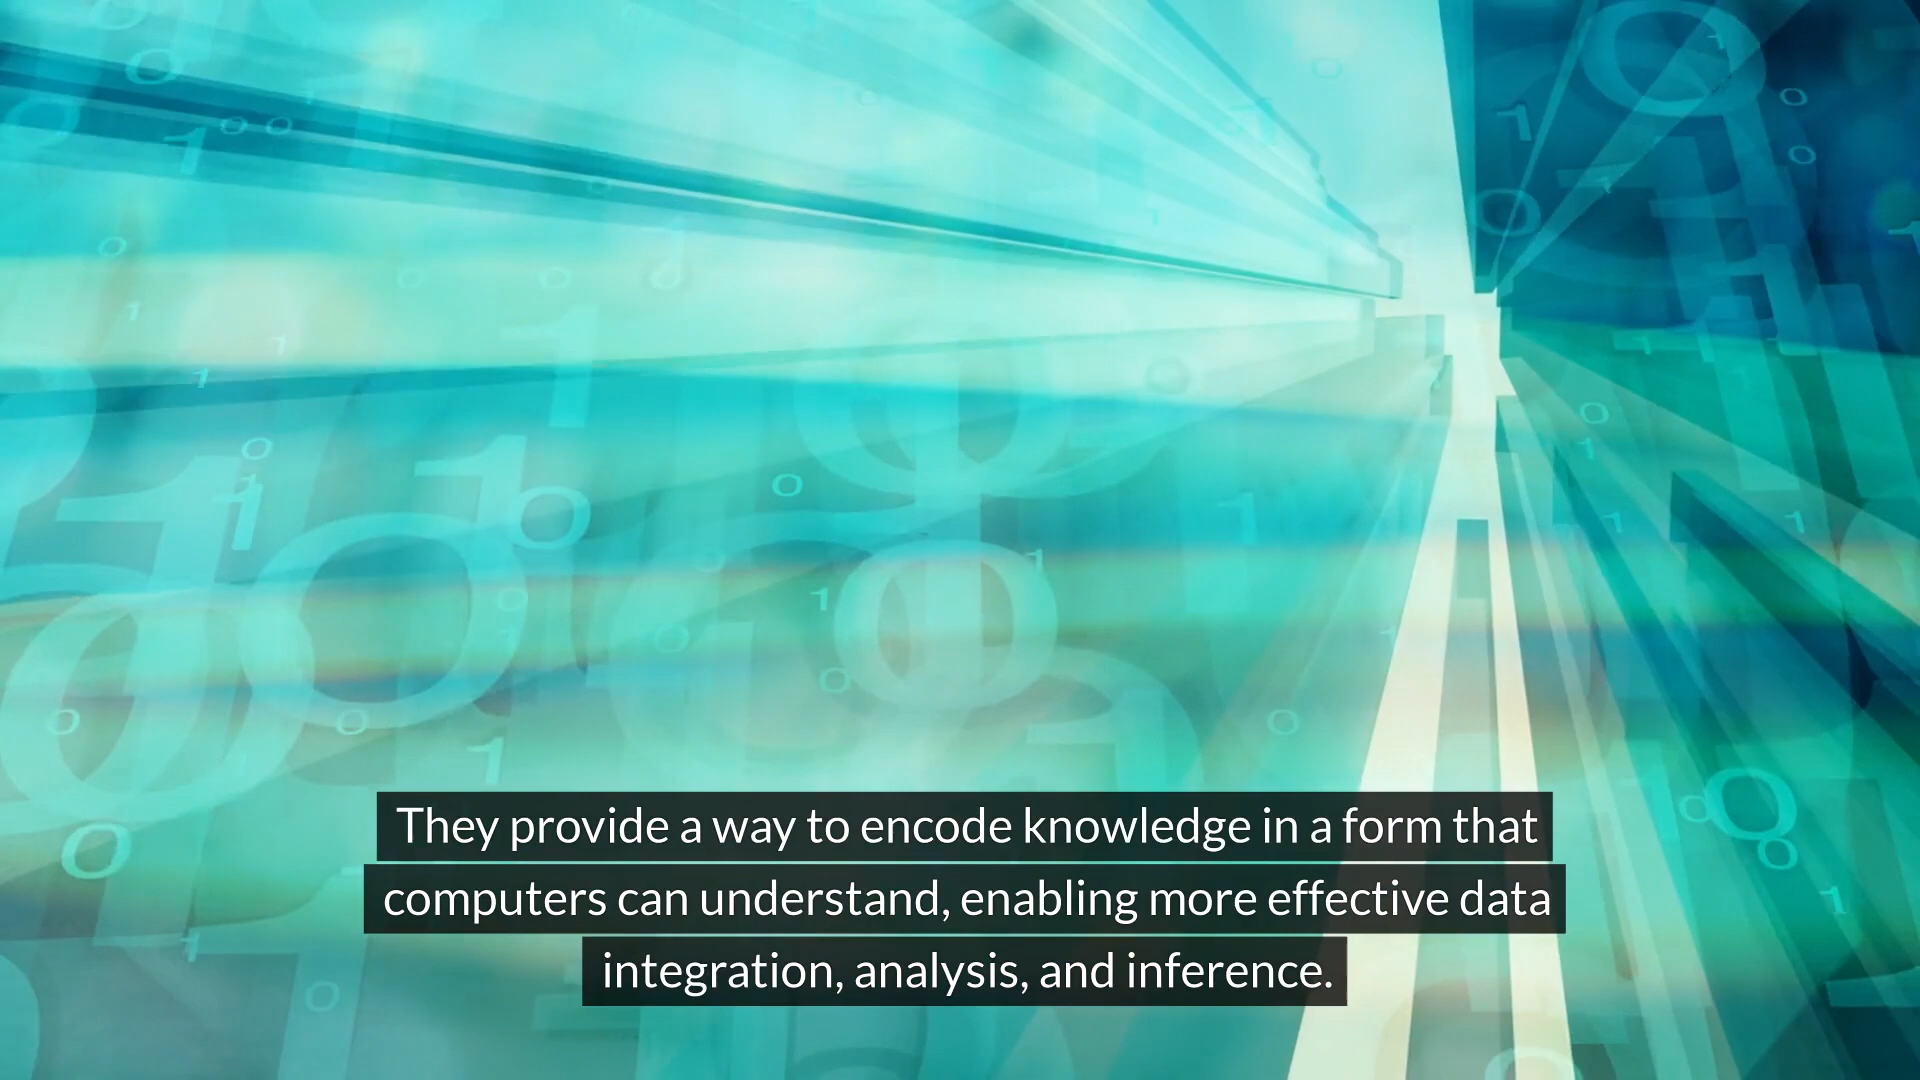 They provide a way to encode knowledge in a form that
computers can understand, enabling more effective data
integration, analysis, and inference.